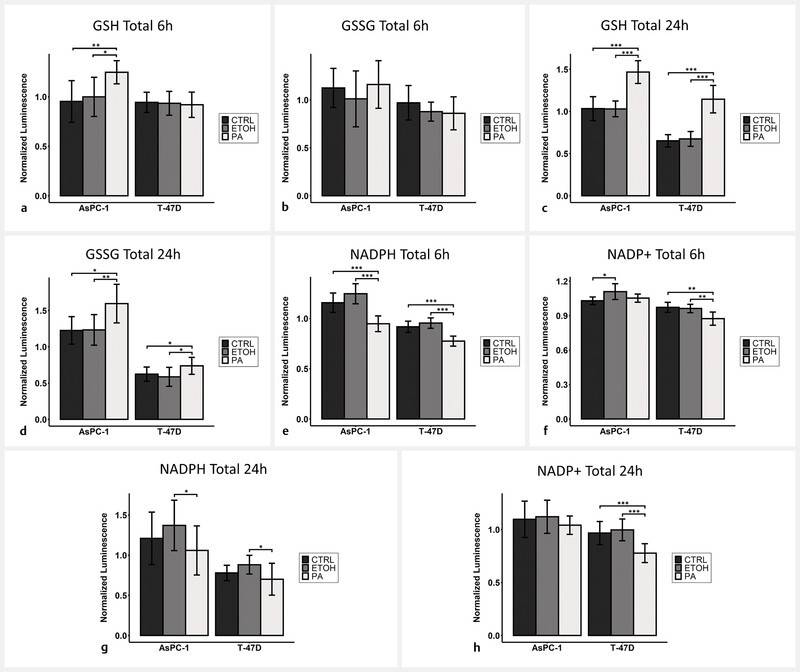 GSH Total 6h
** 
*
Normalized Luminescence
1.0
0.5
0.0
AsPC-1 T-47D
CTRL
ETOH
PA
a
GSSG Total 6h
Normalized Luminescence
1.0
0.5
0.0
AsPC-1 T-47D
CTRL
ETOH
PA
b
GSH Total 24h
***
***
***
***
Normalized Luminescence
1.5
1.0
0.5
0.0
AsPC-1 T-47D
CTRL
ETOH
PA
c
GSSG Total 24h
*
**
*
*
Normalized Luminescence
1.5
1.0
0.5
0.0
AsPC-1 T-47D
CTRL
ETOH
PA
d
NADPH Total 6h
***
***
***
***
Normalized Luminescence
1.0
0.5
0.0
AsPC-1 T-47D
CTRL
ETOH
PA
e
NADP+ Total 6h
*
**
**
Normalized Luminescence
1.2
0.9
0.6
0.3
0.0
AsPC-1 T-47D
CTRL
ETOH
PA
f
NADPH Total 24h
*
*
Normalized Luminescence
1.5
1.0
0.5
0.0
AsPC-1 T-47D
CTRL
ETOH
PA
g
NADP+ Total 24h
***
***
Normalized Luminescence
1.0
0.5
0.0
AsPC-1 T-47D
CTRL
ETOH
PA
h